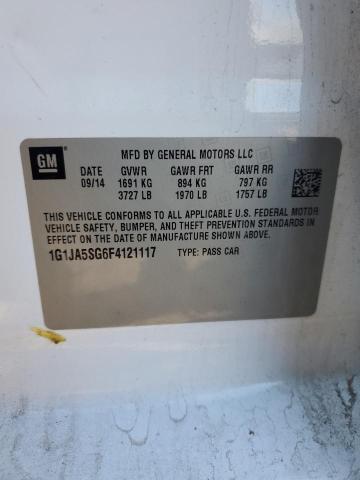 GM
MFD BY GENERAL MOTORS LLC
DATE GVWR GAWR FRT GAWR RR
09/14 1691 KG 894 KG 797 KG
3727 LB 1970 LB 1757 LB
THIS VEHICLE CONFORMS TO ALL APPLICABLE U.S. FEDERAL MOTOR
VEHICLE SAFETY, BUMPER, AND THEFT PREVENTION STANDARDS IN
EFFECT ON THE DATE OF MANUFACTURE SHOWN ABOVE.
1G1JA5SG6F4121117 TYPE: PASS CAR